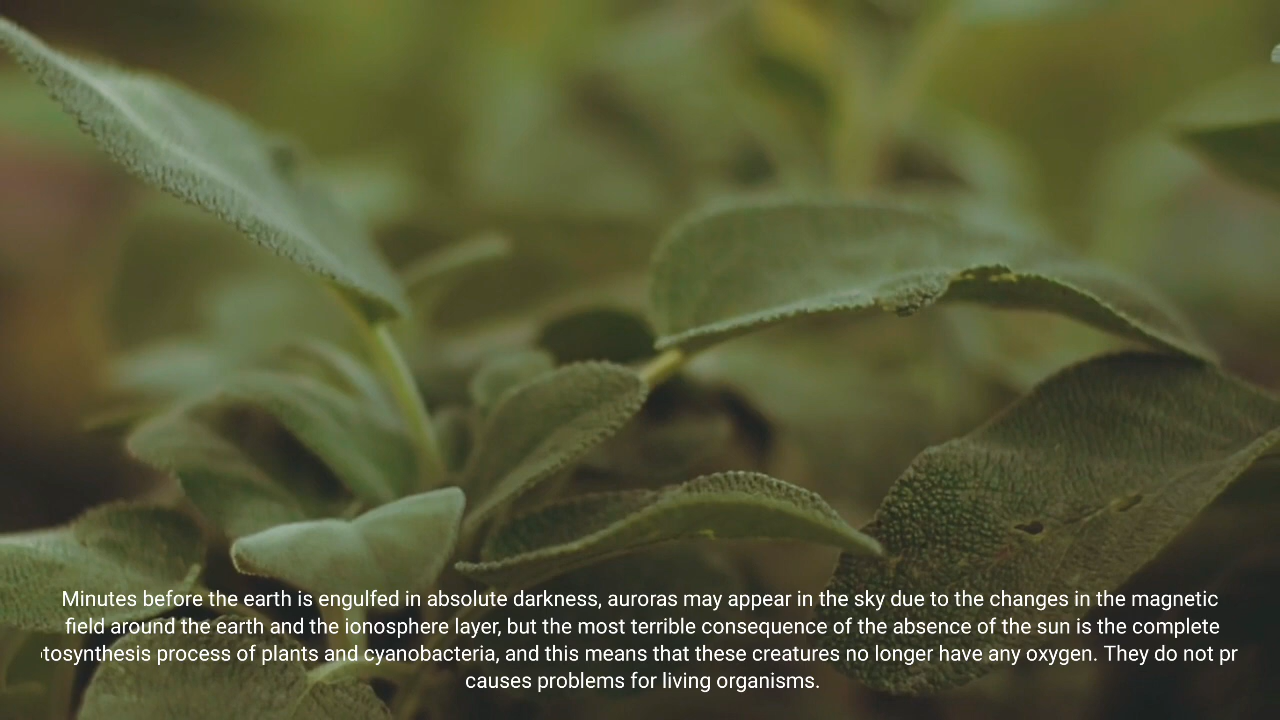 Minutes before the earth is engulfed in absolute darkness, auroras may appear in the sky due to the changes in the magnetic
field around the earth and the ionosphere layer, but the most terrible consequence of the absence of the sun is the complete
tosynthesis process of plants and cyanobacteria, and this means that these creatures no longer have any oxygen. They do not pr
causes problems for living organisms.